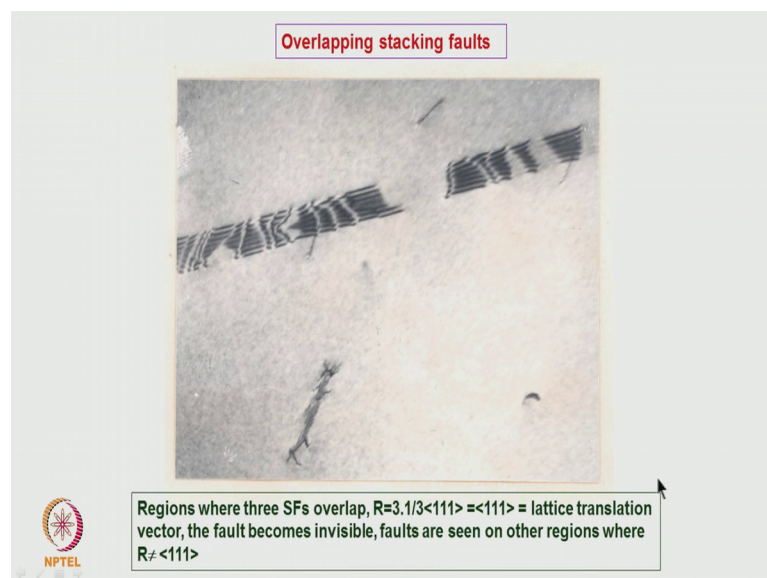 Overlapping stacking faults
Regions where three SFs overlap, R=3.1/3<111> =<111> = lattice translation
vector, the fault becomes invisible, faults are seen on other regions where
R≠ <111>
NPTEL